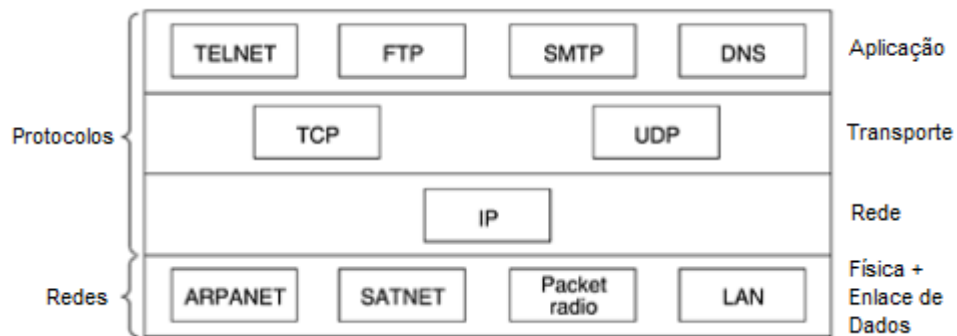 TELNET FTP SMTP DNS Aplicação
Protocolos TCP UDP Transporte
IP Rede
Redes ARPANET SATNET Packet radio LAN Física +
Enlace de
Dados